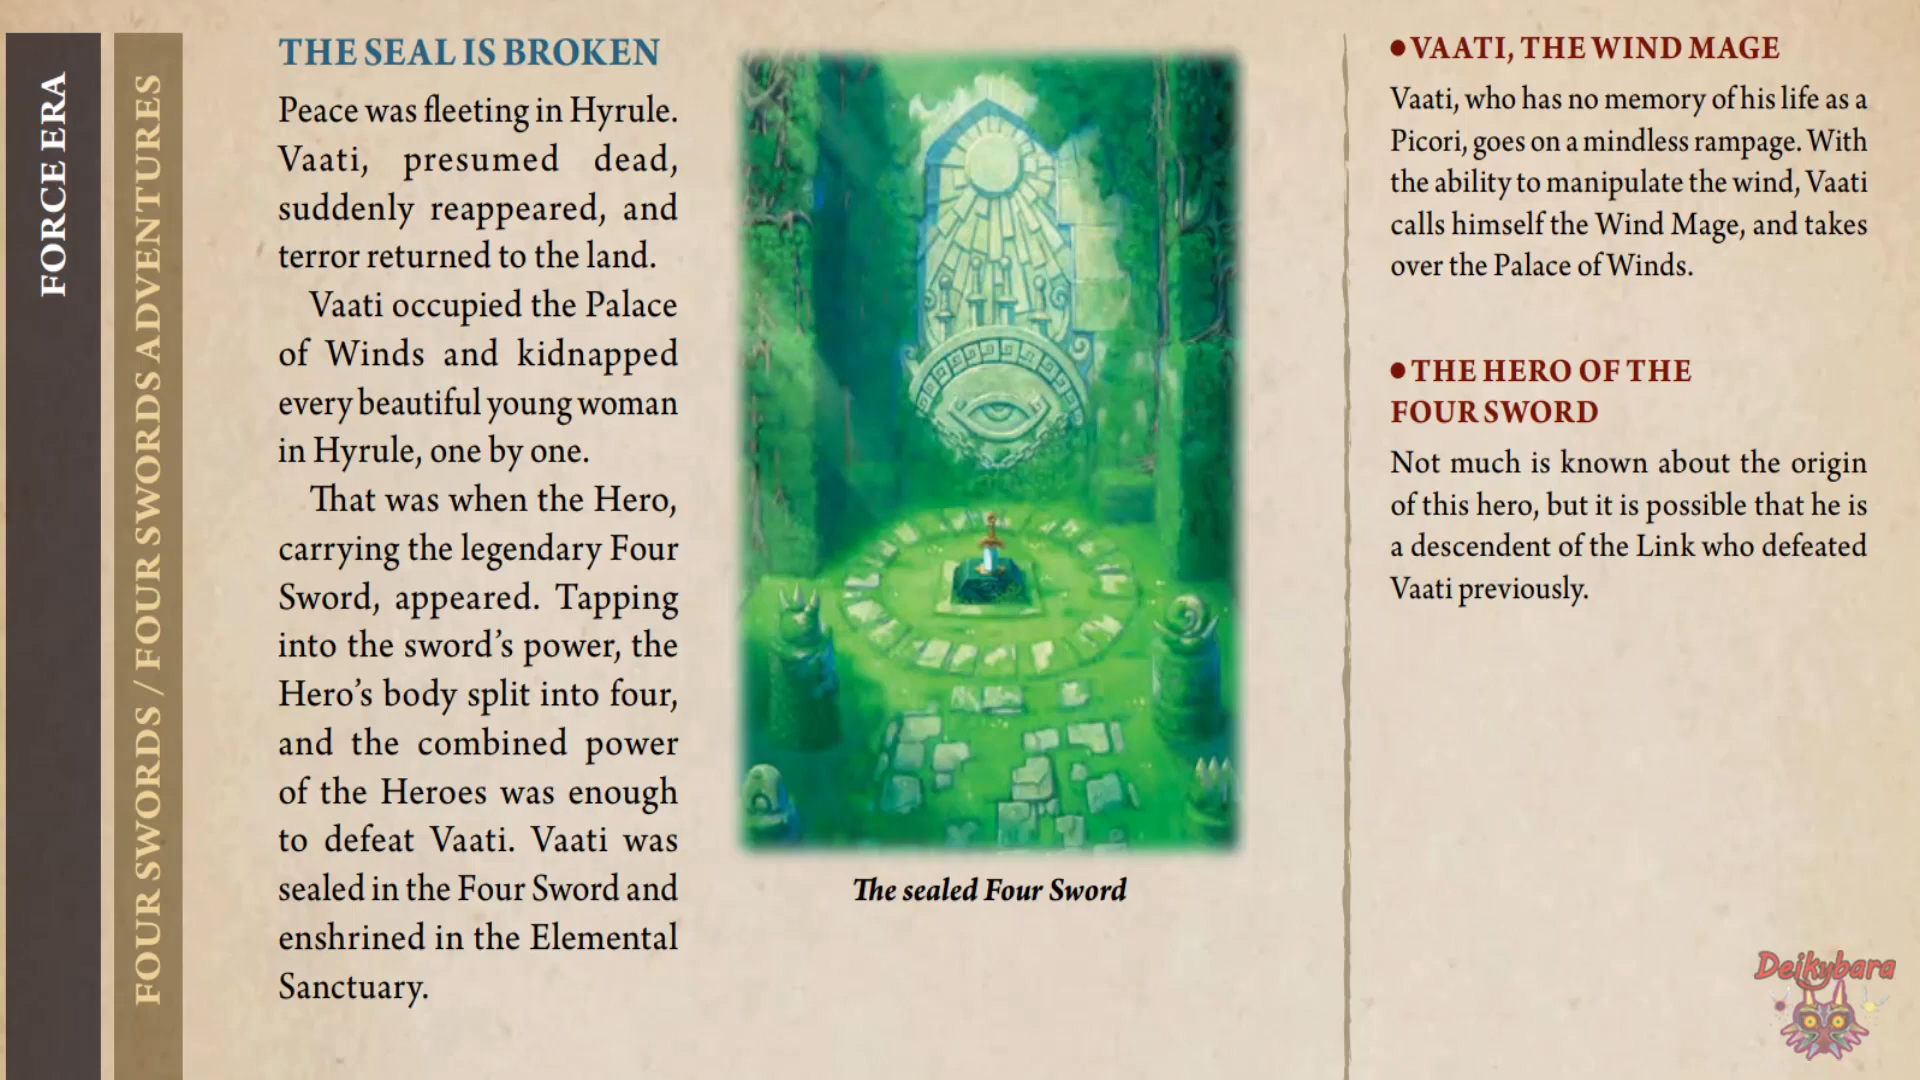 FORCE ERA
FOUR SWORDS / FOUR SWORDS ADVENTURES
THE SEAL IS BROKEN
Peace was fleeting in Hyrule.
Vaati, presumed dead,
suddenly reappeared, and
terror returned to the land.
Vaati occupied the Palace
of Winds and kidnapped
every beautiful young woman
in Hyrule, one by one.
That was when the Hero,
carrying the legendary Four
Sword, appeared. Tapping
into the sword's power, the
Hero's body split into four,
and the combined power
of the Heroes was enough
to defeat Vaati. Vaati was
sealed in the Four Sword and
enshrined in the Elemental
Sanctuary.
The sealed Four Sword
•VAATI, THE WIND MAGE
Vaati, who has no memory of his life as a
Picori, goes on a mindless rampage. With
the ability to manipulate the wind, Vaati
calls himself the Wind Mage, and takes
over the Palace of Winds.
•THE HERO OF THE
FOUR SWORD
Not much is known about the origin
of this hero, but it is possible that he is
a descendent of the Link who defeated
Vaati previously.
Deikybara